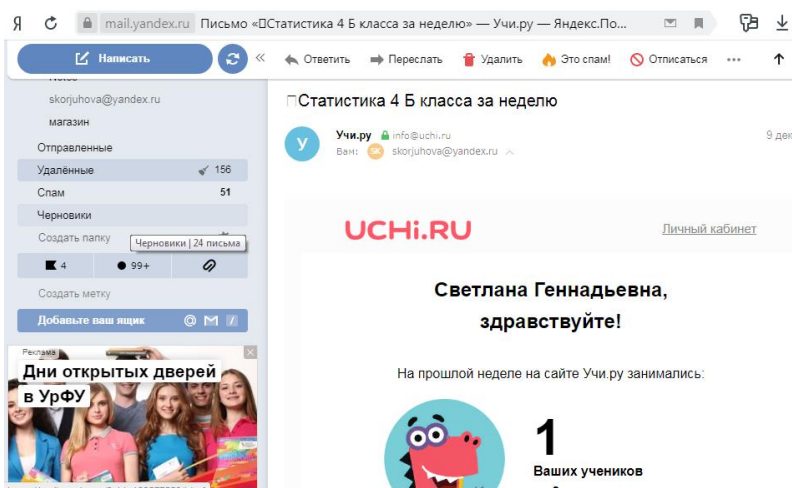 Я mail.yandex.ru Письмо «Статистика 4 Б класса за неделю» — Учи.ру — Яндекс.По...
Написать
Ответить Переслать Удалить Это спам! Отписаться ...
skorjuhova@yandex.ru
магазин
Отправленные
Удалённые 156
Спам 51
Черновики
Создать папку
Черновики | 24 письма
4 99+
Создать метку
Добавьте ваш ящик
Реклама
Дни открытых дверей
в УрФУ
Статистика 4 Б класса за неделю
У
Учи.ру info@uchi.ru
9 дек
Вам: SK skorjuhova@yandex.ru
UCHi.RU
Личный кабинет
Светлана Геннадьевна,
здравствуйте!
На прошлой неделе на сайте Учи.ру занимались:
1
Ваших учеников